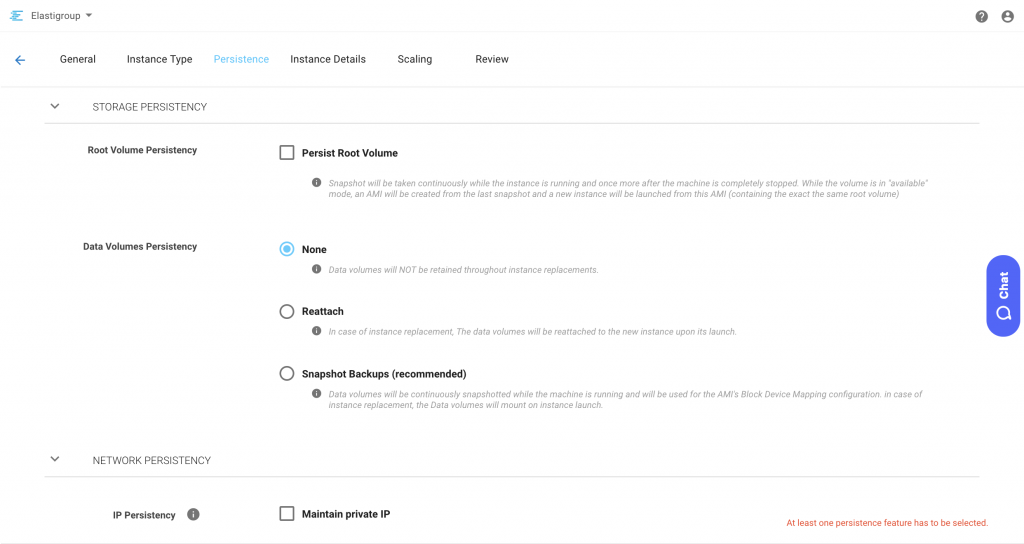 Elastigroup
General Instance Type Persistence Instance Details Scaling Review
STORAGE PERSISTENCY
Root Volume Persistency
Persist Root Volume
Snapshot will be taken continuously while the instance is running and once more after the machine is completely stopped. While the volume is in "available"
mode, an AMI will be created from the last snapshot and a new instance will be launched from this AMI (containing the exact the same root volume)
Data Volumes Persistency
None
Data volumes will NOT be retained throughout instance replacements.
Reattach
In case of instance replacement, The data volumes will be reattached to the new instance upon its launch.
Snapshot Backups (recommended)
Data volumes will be continuously snapshotted while the machine is running and will be used for the AMI's Block Device Mapping configuration. in case of
instance replacement, the Data volumes will mount on instance launch.
Chat
NETWORK PERSISTENCY
IP Persistency
Maintain private IP
At least one persistence feature has to be selected.